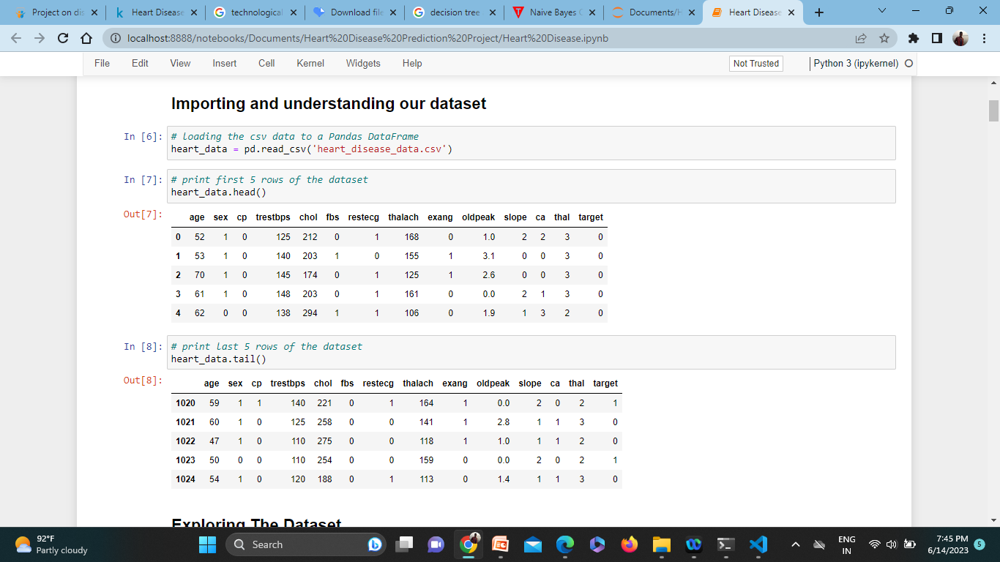 Project on dis
Heart Disease
technological
Download file
decision tree
Naive Bayes C
Documents/H
Heart Disease
localhost:8888/notebooks/Documents/Heart%20Disease%20Prediction%20Project/Heart%20Disease.ipynb
File Edit View Insert Cell Kernel Widgets Help Not Trusted Python 3 (ipykernel)
Importing and understanding our dataset
In [6]: # loading the csv data to a Pandas DataFrame
heart_data = pd.read_csv('heart_disease_data.csv')
In [7]: # print first 5 rows of the dataset
heart_data.head()
Out[7]:
age sex cp trestbps chol fbs restecg thalach exang oldpeak slope ca thal target
0 52 1 0 125 212 0 1 168 0 1.0 2 2 3 0
1 53 1 0 140 203 1 0 155 1 3.1 0 0 3 0
2 70 1 0 145 174 0 1 125 1 2.6 0 0 3 0
3 61 1 0 148 203 0 1 161 0 0.0 2 1 3 0
4 62 0 0 138 294 1 1 106 0 1.9 1 3 2 0
In [8]: # print last 5 rows of the dataset
heart_data.tail()
Out[8]:
age sex cp trestbps chol fbs restecg thalach exang oldpeak slope ca thal target
1020 59 1 1 140 221 0 1 164 1 0.0 2 0 2 1
1021 60 1 0 125 258 0 0 141 1 2.8 1 1 3 0
1022 47 1 0 110 275 0 0 118 1 1.0 1 1 2 0
1023 50 0 0 110 254 0 0 159 0 0.0 2 0 2 1
1024 54 1 0 120 188 0 1 113 0 1.4 1 1 3 0
Exploring The Dataset
92°F
Partly cloudy
Search
ENG
IN
7:45 PM
6/14/2023
5